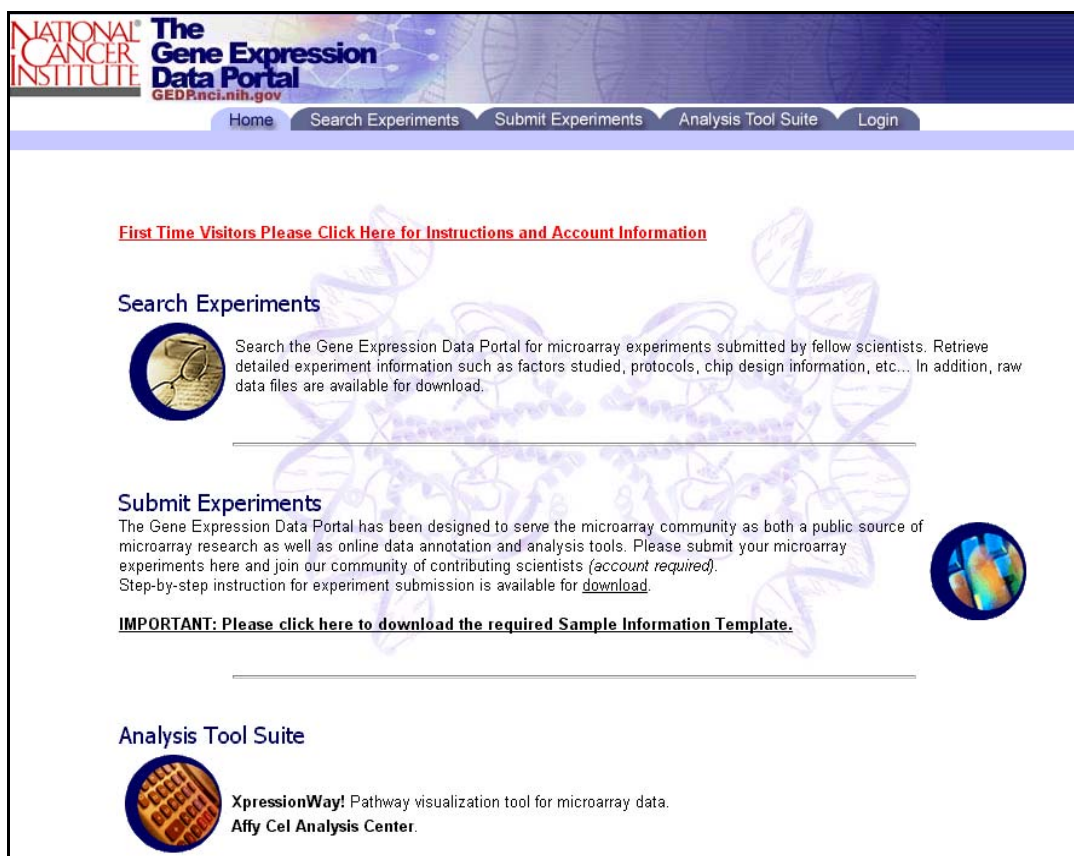 NATIONAL
CANCER
INSTITUTE
The
Gene Expression
Data Portal
GEDP.nci.nih.gov
Home Search Experiments Submit Experiments Analysis Tool Suite Login
First Time Visitors Please Click Here for Instructions and Account Information
Search Experiments
Search the Gene Expression Data Portal for microarray experiments submitted by fellow scientists. Retrieve
detailed experiment information such as factors studied, protocols, chip design information, etc... In addition, raw
data files are available for download.
Submit Experiments
The Gene Expression Data Portal has been designed to serve the microarray community as both a public source of
microarray research as well as online data annotation and analysis tools. Please submit your microarray
experiments here and join our community of contributing scientists (account required).
Step-by-step instruction for experiment submission is available for download.
IMPORTANT: Please click here to download the required Sample Information Template.
Analysis Tool Suite
XpressionWay! Pathway visualization tool for microarray data.
Affy Cel Analysis Center.